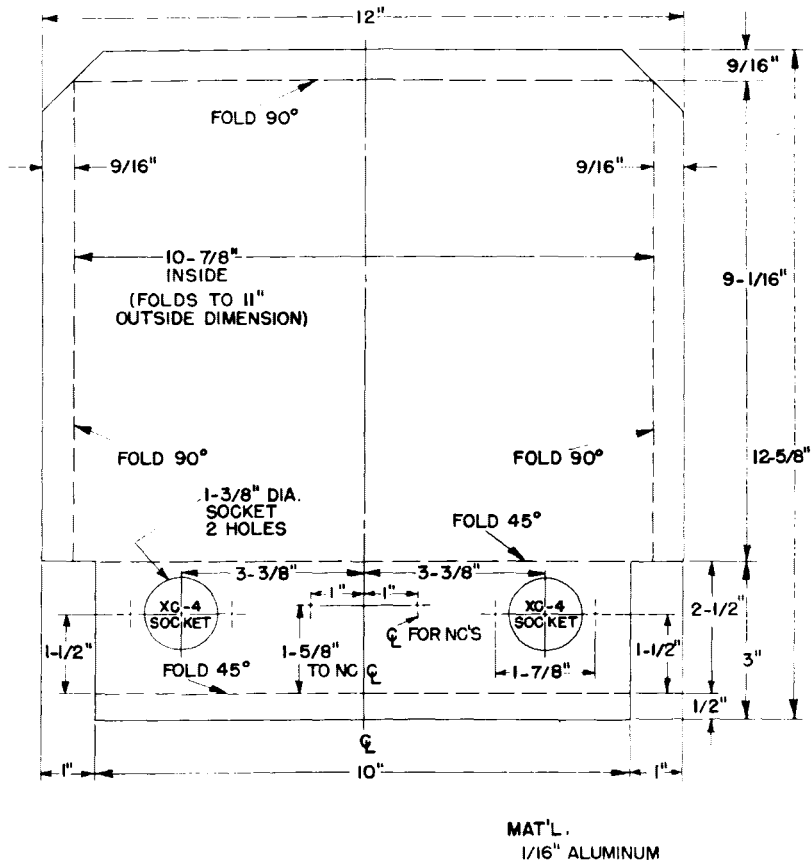 12"
9/16"
FOLD 90°
9/16"
9/16"
10-7/8"
INSIDE
(FOLDS TO 11"
OUTSIDE DIMENSION)
9-1/16"
FOLD 90°
FOLD 90°
12-5/8"
1-3/8" DIA.
SOCKET
2 HOLES
FOLD 45°
3-3/8"
3-3/8"
1"
1"
XG-4
SOCKET
XG-4
SOCKET
2-1/2"
℄ FOR NC'S
1-1/2"
1-5/8"
TO NC ℄
1-7/8"
1-1/2"
3"
FOLD 45°
1/2"
℄
1"
10"
1"
MAT'L.
1/16" ALUMINUM